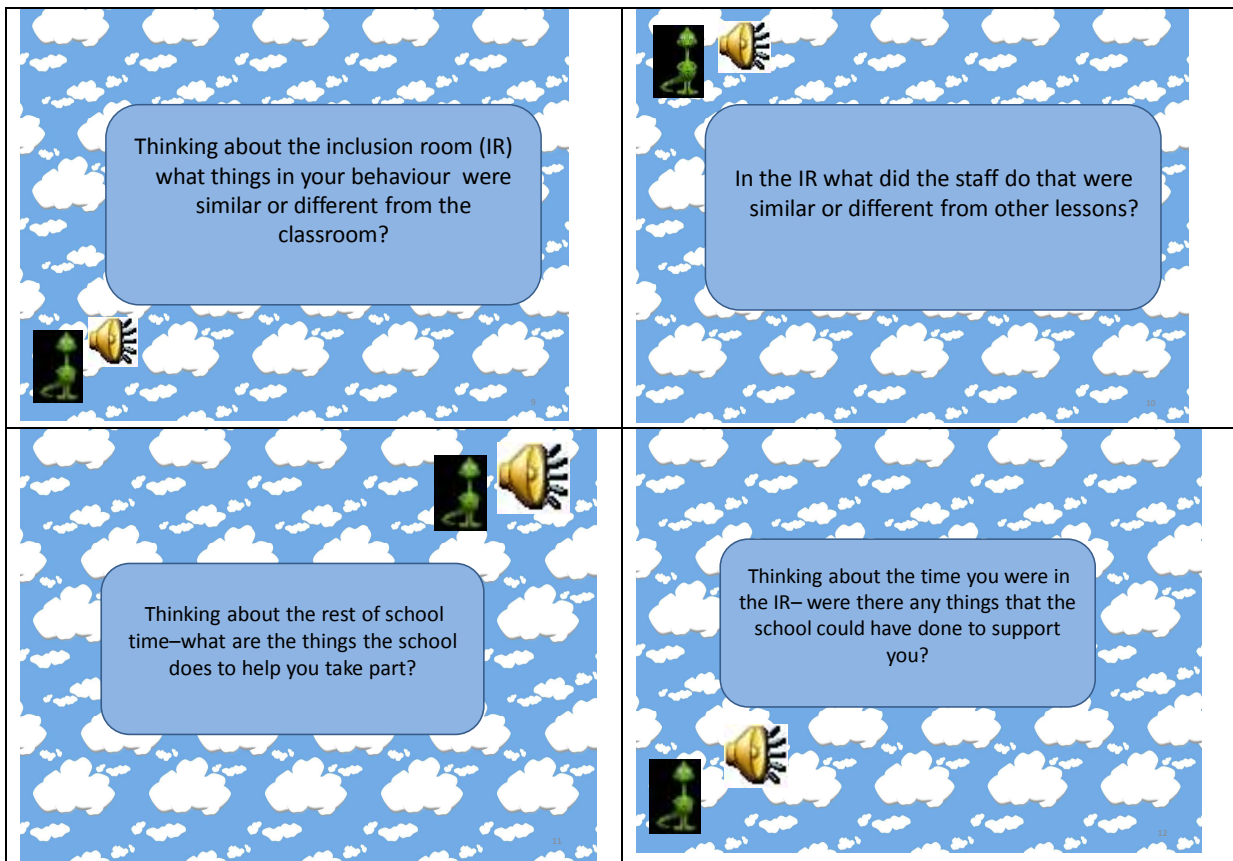 Thinking about the inclusion room (IR)
what things in your behaviour were
similar or different from the
classroom?
9
In the IR what did the staff do that were
similar or different from other lessons?
10
Thinking about the rest of school
time–what are the things the school
does to help you take part?
11
Thinking about the time you were in
the IR– were there any things that the
school could have done to support
you?
12